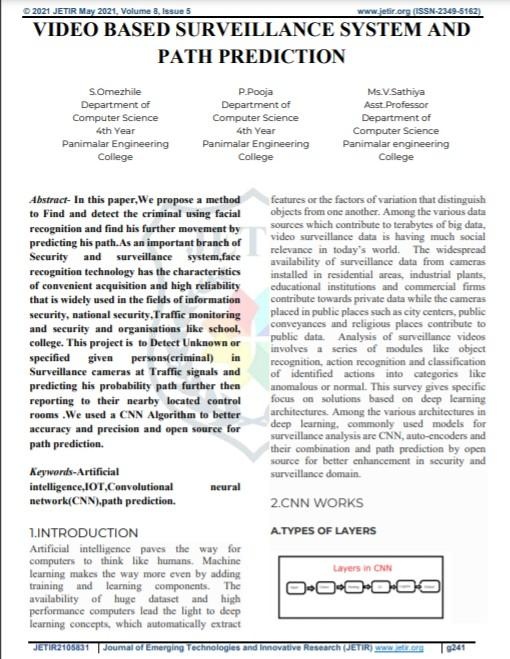 © 2021 JETIR May 2021, Volume 8, Issue 5
www.jetir.org (ISSN-2349-5162)
VIDEO BASED SURVEILLANCE SYSTEM AND
PATH PREDICTION
S.Omezhile
Department of
Computer Science
4th Year
Panimalar Engineering
College
P.Pooja
Department of
Computer Science
4th Year
Panimalar Engineering
College
Ms.V.Sathiya
Asst.Professor
Department of
Computer Science
Panimalar engineering
College
Abstract- In this paper,We propose a method
to Find and detect the criminal using facial
recognition and find his further movement by
predicting his path.As an important branch of
Security and surveillance system,face
recognition technology has the characteristics
of convenient acquisition and high reliability
that is widely used in the fields of information
security, national security,Traffic monitoring
and security and organisations like school,
college. This project is to Detect Unknown or
specified given persons(criminal) in
Surveillance cameras at Traffic signals and
predicting his probability path further then
reporting to their nearby located control
rooms .We used a CNN Algorithm to better
accuracy and precision and open source for
path prediction.
Keywords-Artificial
intelligence,IOT,Convolutional neural
network(CNN),path prediction.
1.INTRODUCTION
Artificial intelligence paves the way for
computers to think like humans. Machine
learning makes the way more even by adding
training and learning components. The
availability of huge dataset and high
performance computers lead the light to deep
learning concepts, which automatically extract
features or the factors of variation that distinguish
objects from one another. Among the various data
sources which contribute to terabytes of big data,
video surveillance data is having much social
relevance in today's world. The widespread
availability of surveillance data from cameras
installed in residential areas, industrial plants,
educational institutions and commercial firms
contribute towards private data while the cameras
placed in public places such as city centers, public
conveyances and religious places contribute to
public data. Analysis of surveillance videos
involves a series of modules like object
recognition, action recognition and classification
of identified actions into categories like
anomalous or normal. This survey gives specific
focus on solutions based on deep learning
architectures. Among the various architectures in
deep learning, commonly used models for
surveillance analysis are CNN, auto-encoders and
their combination and path prediction by open
source for better enhancement in security and
surveillance domain.
2.CNN WORKS
A.TYPES OF LAYERS
Layers in CNN
JETIR2105831 Journal of Emerging Technologies and Innovative Research (JETIR) www.jetir.org g241